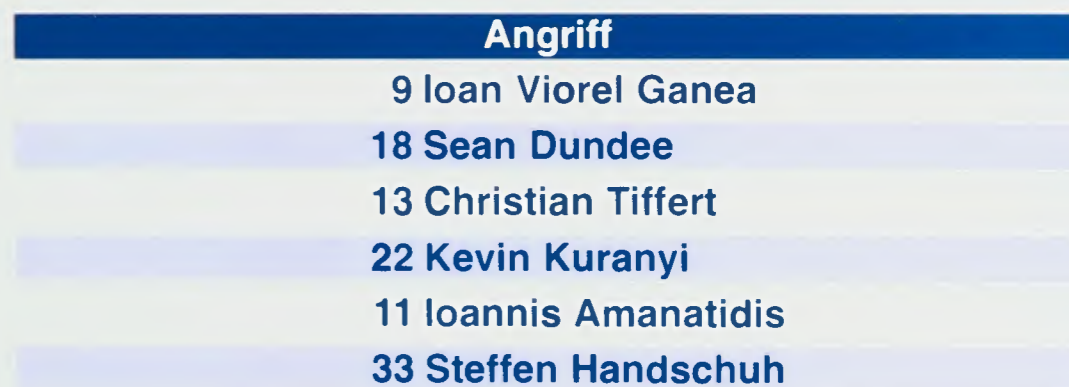 Angriff
9 Ioan Viorel Ganea
18 Sean Dundee
13 Christian Tiffert
22 Kevin Kuranyi
11 Ioannis Amanatidis
33 Steffen Handschuh